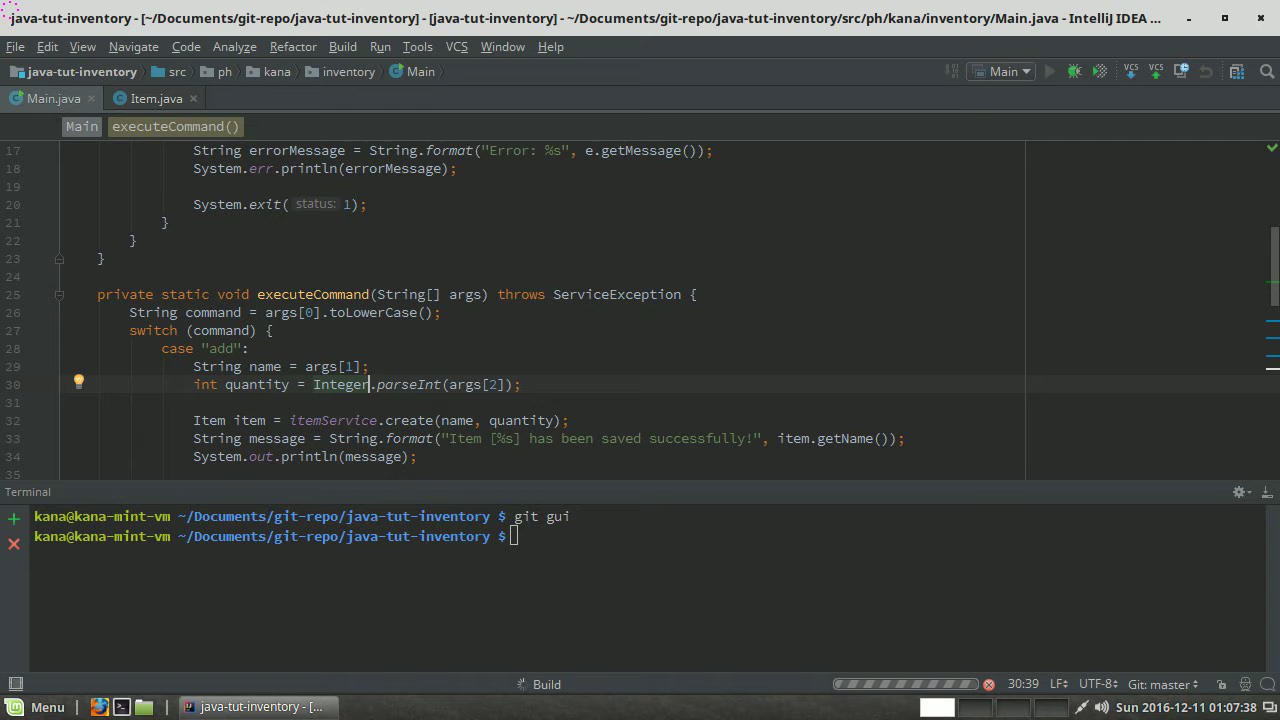 java-tut-inventory - [~/Documents/git-repo/java-tut-inventory] - [java-tut-inventory] - ~/Documents/git-repo/java-tut-inventory/src/ph/kana/inventory/Main.java - IntelliJ IDEA ...
File Edit View Navigate Code Analyze Refactor Build Run Tools VCS Window Help
java-tut-inventory src ph kana inventory Main Main VCS VCS
Main.java Item.java
Main executeCommand()
17 String errorMessage = String.format("Error: %s", e.getMessage());
18 System.err.println(errorMessage);
19
20 System.exit( status: 1);
21 }
22 }
23 }
24
25 private static void executeCommand(String[] args) throws ServiceException {
26 String command = args[0].toLowerCase();
27 switch (command) {
28 case "add":
29 String name = args[1];
30 int quantity = Integer.parseInt(args[2]);
31
32 Item item = itemService.create(name, quantity);
33 String message = String.format("Item [%s] has been saved successfully!", item.getName());
34 System.out.println(message);
35
Terminal
kana@kana-mint-vm ~/Documents/git-repo/java-tut-inventory $ git gui
kana@kana-mint-vm ~/Documents/git-repo/java-tut-inventory $
Build 30:39 LF UTF-8 Git: master
Menu java-tut-inventory - [... Sun 2016-12-11 01:07:38